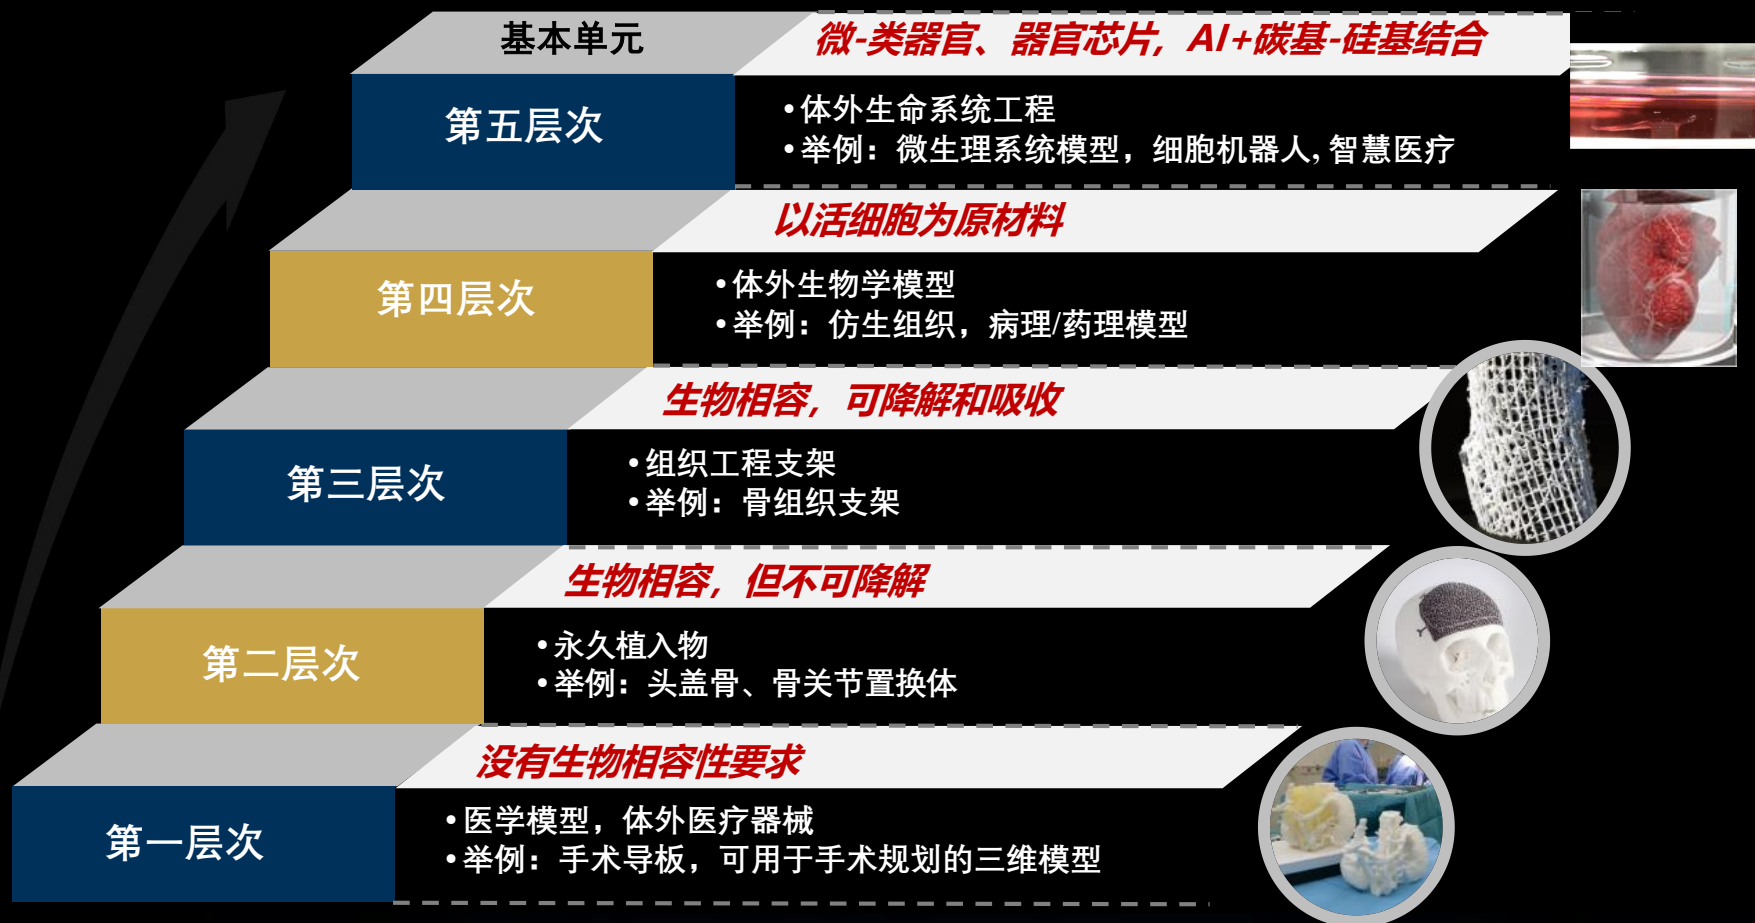 基本单元
微-类器官、器官芯片, AI+碳基-硅基结合
第五层次
•体外生命系统工程
•举例：微生理系统模型，细胞机器人, 智慧医疗
以活细胞为原材料
第四层次
•体外生物学模型
•举例：仿生组织，病理/药理模型
生物相容，可降解和吸收
第三层次
•组织工程支架
•举例：骨组织支架
生物相容，但不可降解
第二层次
•永久植入物
•举例：头盖骨、骨关节置换体
没有生物相容性要求
第一层次
•医学模型，体外医疗器械
•举例：手术导板，可用于手术规划的三维模型